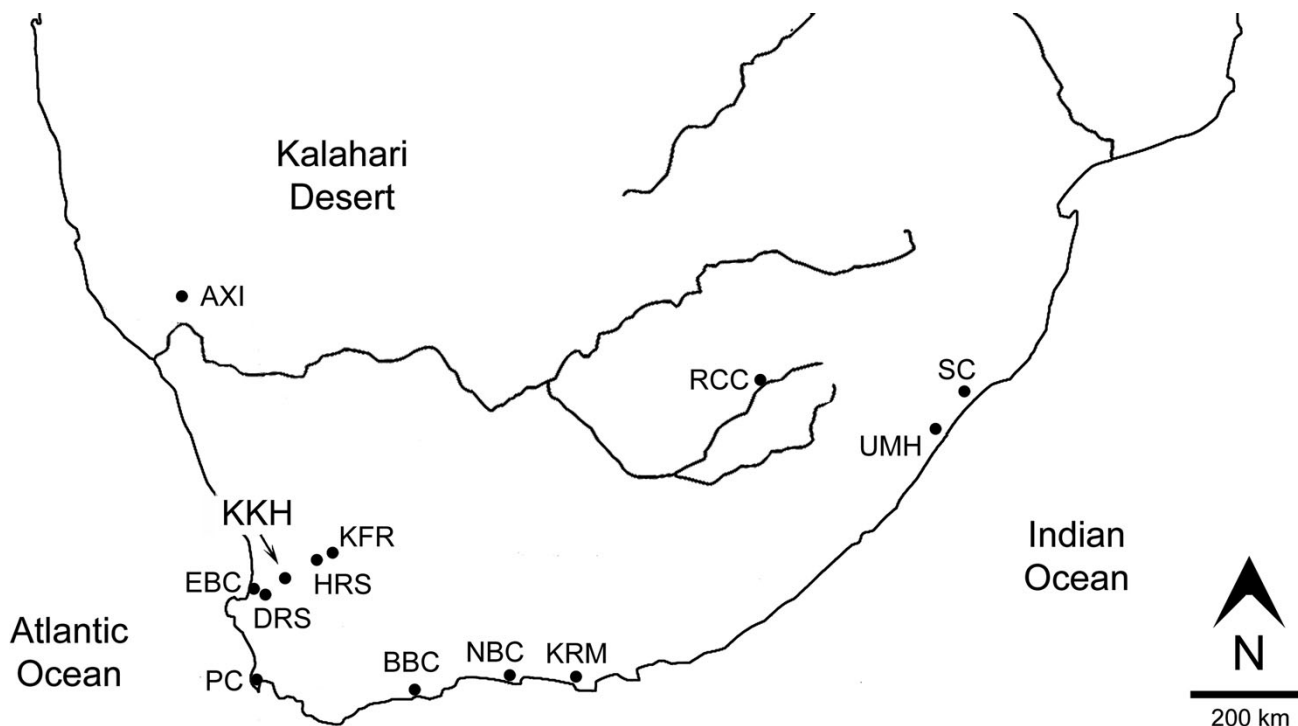 Kalahari
Desert
AXI
RCC
SC
UMH
KKH
KFR
HRS
EBC
DRS
Indian
Ocean
Atlantic
Ocean
PC
BBC
NBC
KRM
N
200 km